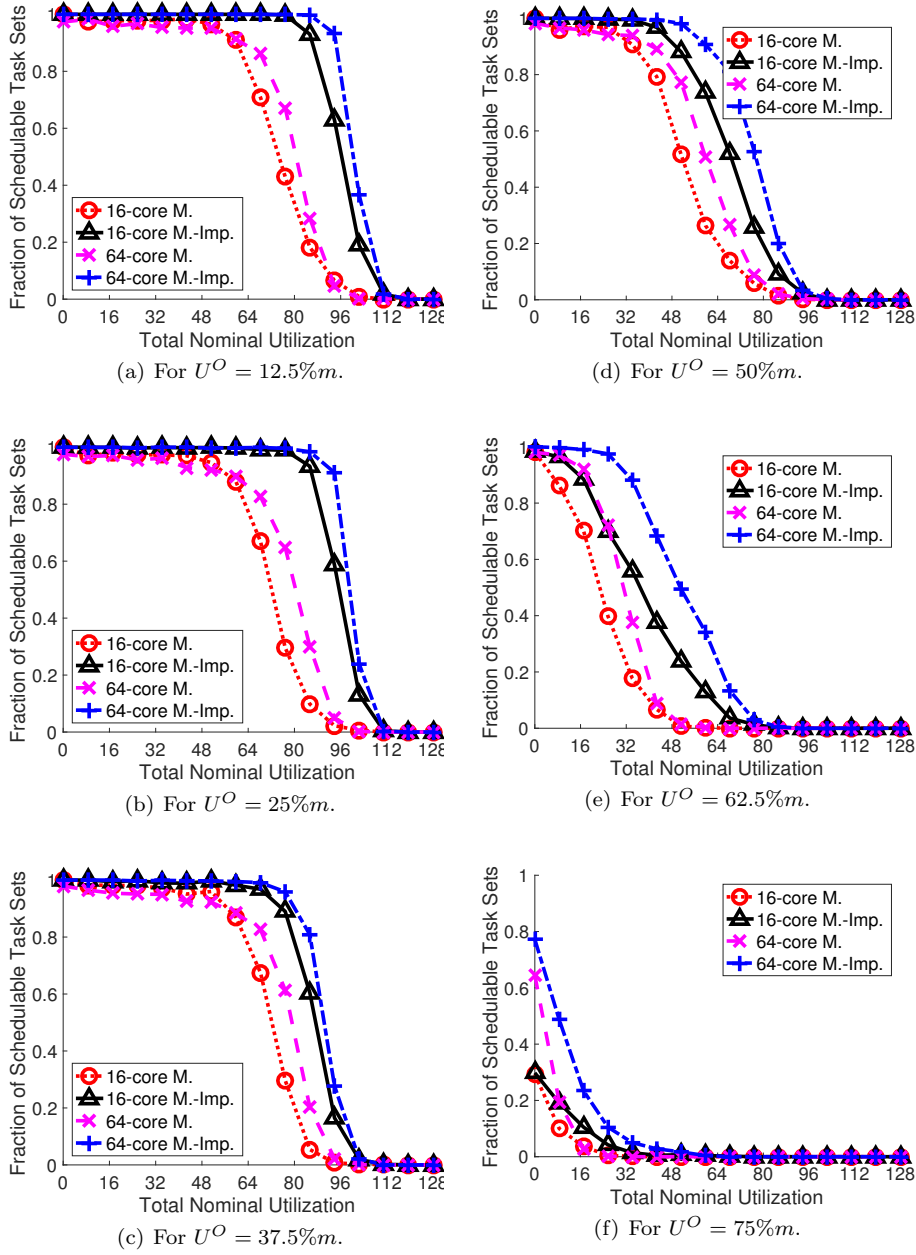 Fraction of Schedulable Task Sets
1
0.8
0.6
0.4
0.2
0
16-core M.
16-core M.-Imp.
64-core M.
64-core M.-Imp.
0 16 32 48 64 80 96 112 128
Total Nominal Utilization
(a) For U^O = 12.5%m.
Fraction of Schedulable Task Sets
1
0.8
0.6
0.4
0.2
0
16-core M.
16-core M.-Imp.
64-core M.
64-core M.-Imp.
0 16 32 48 64 80 96 112 128
Total Nominal Utilization
(d) For U^O = 50%m.
Fraction of Schedulable Task Sets
1
0.8
0.6
0.4
0.2
0
16-core M.
16-core M.-Imp.
64-core M.
64-core M.-Imp.
0 16 32 48 64 80 96 112 128
Total Nominal Utilization
(b) For U^O = 25%m.
Fraction of Schedulable Task Sets
1
0.8
0.6
0.4
0.2
0
16-core M.
16-core M.-Imp.
64-core M.
64-core M.-Imp.
0 16 32 48 64 80 96 112 128
Total Nominal Utilization
(e) For U^O = 62.5%m.
Fraction of Schedulable Task Sets
1
0.8
0.6
0.4
0.2
0
16-core M.
16-core M.-Imp.
64-core M.
64-core M.-Imp.
0 16 32 48 64 80 96 112 128
Total Nominal Utilization
(c) For U^O = 37.5%m.
Fraction of Schedulable Task Sets
1
0.8
0.6
0.4
0.2
0
16-core M.
16-core M.-Imp.
64-core M.
64-core M.-Imp.
0 16 32 48 64 80 96 112 128
Total Nominal Utilization
(f) For U^O = 75%m.